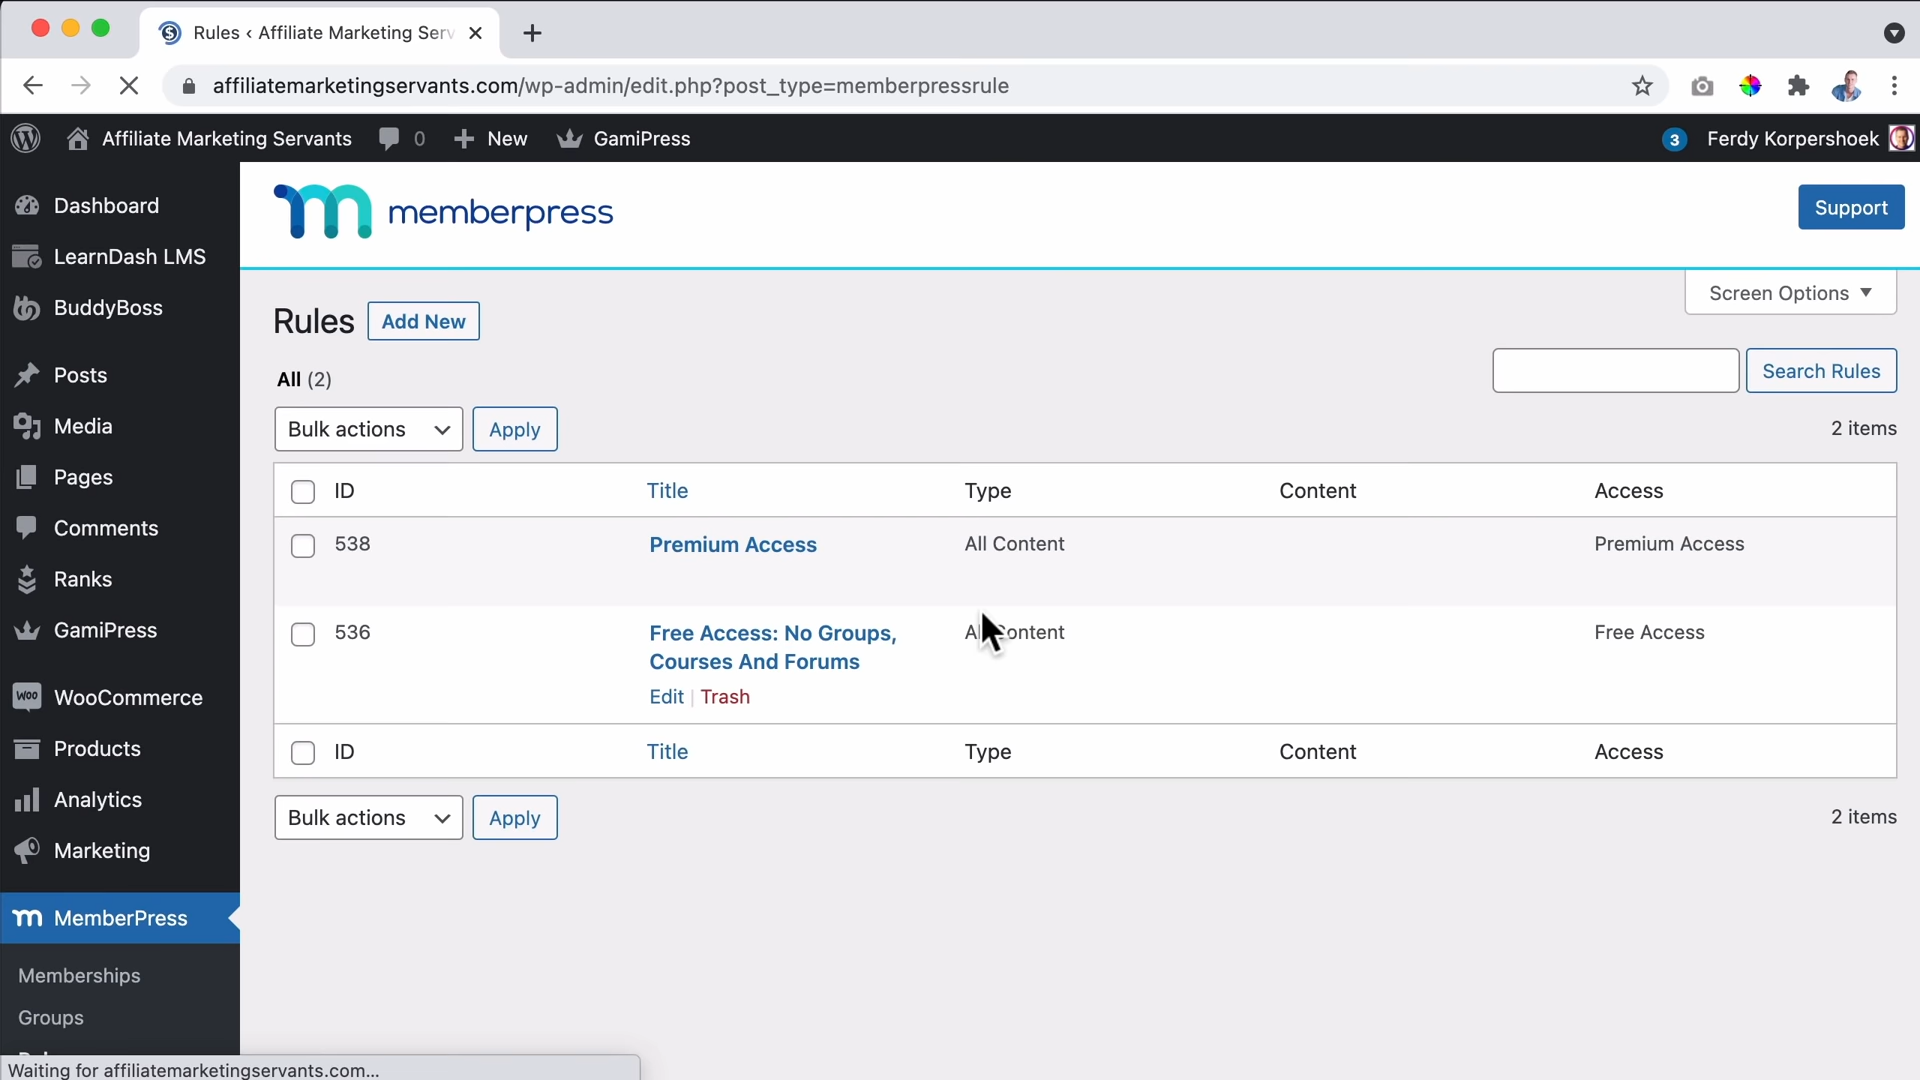 Rules ‹ Affiliate Marketing Serv
affiliatemarketingservants.com/wp-admin/edit.php?post_type=memberpressrule
Affiliate Marketing Servants
0
New
GamiPress
3
Ferdy Korpershoek
Dashboard
LearnDash LMS
BuddyBoss
Posts
Media
Pages
Comments
Ranks
GamiPress
WOO
WooCommerce
Products
Analytics
Marketing
MemberPress
Memberships
Groups
memberpress
Support
Screen Options
Rules
Add New
All (2)
Search Rules
Bulk actions
Apply
2 items
ID Title Type Content Access
538 Premium Access All Content Premium Access
536 Free Access: No Groups, Content Free Access
Courses And Forums
Edit | Trash
ID Title Type Content Access
Bulk actions
Apply
2 items
Waiting for affiliatemarketingservants.com...